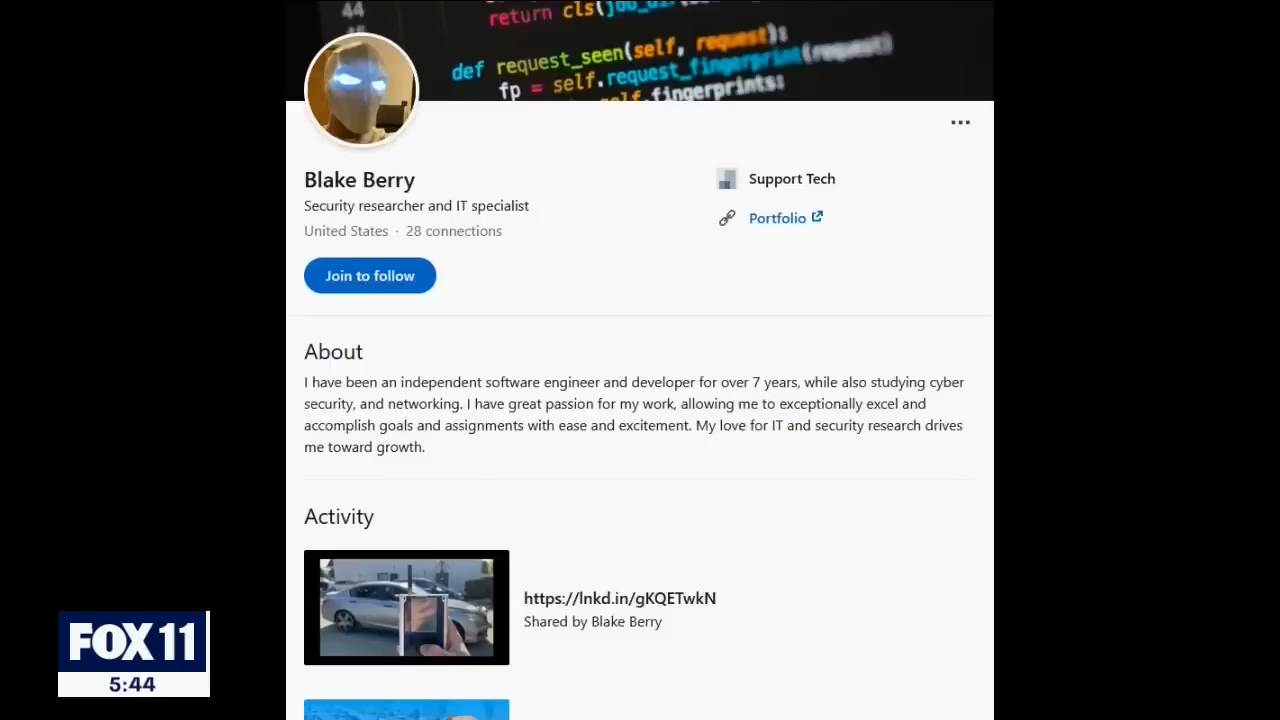 44
return cls(
def request_seen(self, request):
fp = self.request_fingerprint(request)
self.fingerprints:
Blake Berry
Security researcher and IT specialist
United States · 28 connections
Join to follow
Support Tech
Portfolio
About
I have been an independent software engineer and developer for over 7 years, while also studying cyber
security, and networking. I have great passion for my work, allowing me to exceptionally excel and
accomplish goals and assignments with ease and excitement. My love for IT and security research drives
me toward growth.
Activity
https://lnkd.in/gKQETwkN
Shared by Blake Berry
FOX 11
5:44